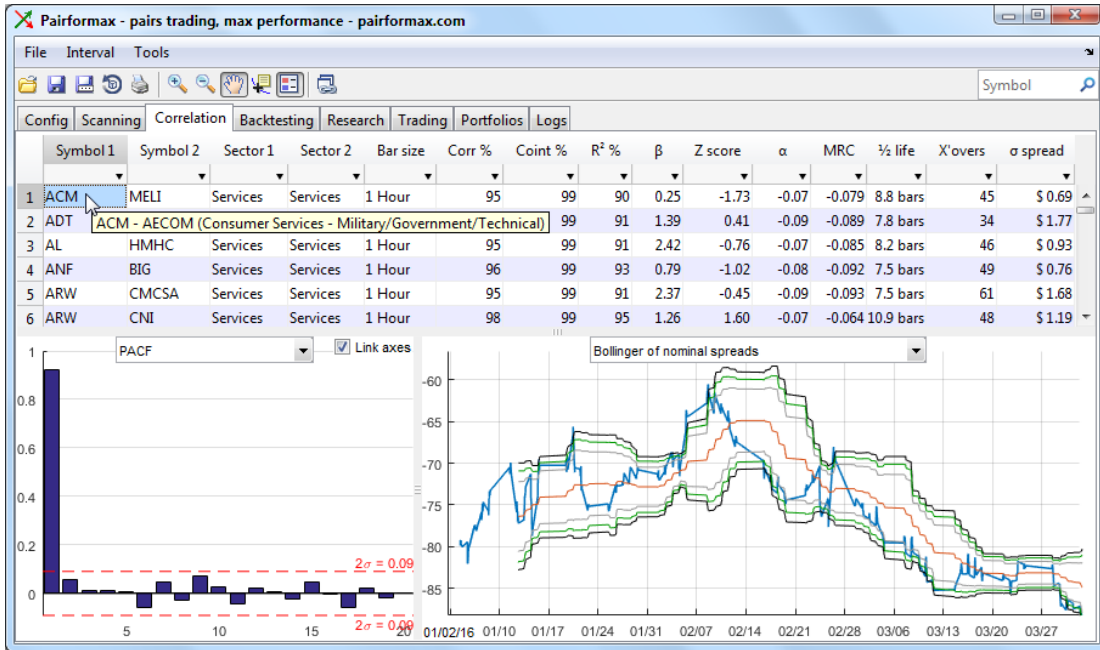 Pairformax - pairs trading, max performance - pairformax.com
File Interval Tools
Symbol
Config Scanning Correlation Backtesting Research Trading Portfolios Logs
Symbol 1 Symbol 2 Sector 1 Sector 2 Bar size Corr % Coint % R² % β Z score α MRC ½ life X'overs σ spread
1 ACM MELI Services Services 1 Hour 95 99 90 0.25 -1.73 -0.07 -0.079 8.8 bars 45 $ 0.69
2 ADT ACM - AECOM (Consumer Services - Military/Government/Technical) 99 91 1.39 0.41 -0.09 -0.089 7.8 bars 34 $ 1.77
3 AL HMHC Services Services 1 Hour 95 99 91 2.42 -0.76 -0.07 -0.085 8.2 bars 46 $ 0.93
4 ANF BIG Services Services 1 Hour 96 99 93 0.79 -1.02 -0.08 -0.092 7.5 bars 49 $ 0.76
5 ARW CMCSA Services Services 1 Hour 95 99 91 2.37 -0.45 -0.09 -0.093 7.5 bars 61 $ 1.68
6 ARW CNI Services Services 1 Hour 98 99 95 1.26 1.60 -0.07 -0.064 10.9 bars 48 $ 1.19
PACF Link axes
1
0.8
0.6
0.4
0.2
0
2σ = 0.09
2σ = 0.09
5 10 15 20
Bollinger of nominal spreads
-60
-65
-70
-75
-80
-85
01/02/16 01/10 01/17 01/24 01/31 02/07 02/14 02/21 02/28 03/06 03/13 03/20 03/27